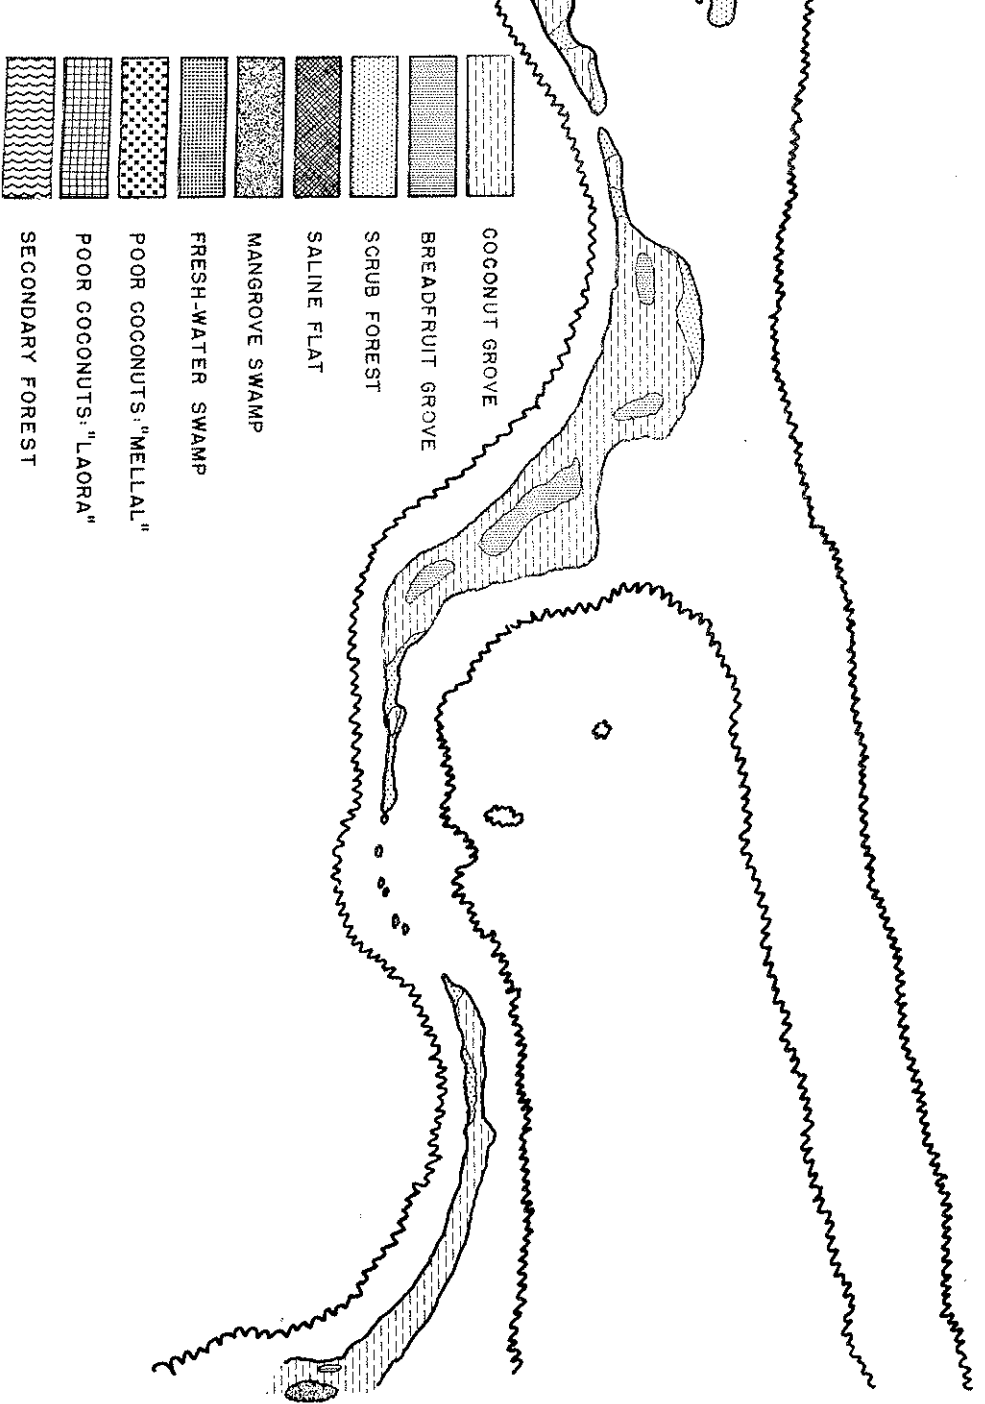 COCONUT GROVE
BREADFRUIT GROVE
SCRUB FOREST
SALINE FLAT
MANGROVE SWAMP
FRESH-WATER SWAMP
POOR COCONUTS: "MELLAL"
POOR COCONUTS: "LAORA"
SECONDARY FOREST